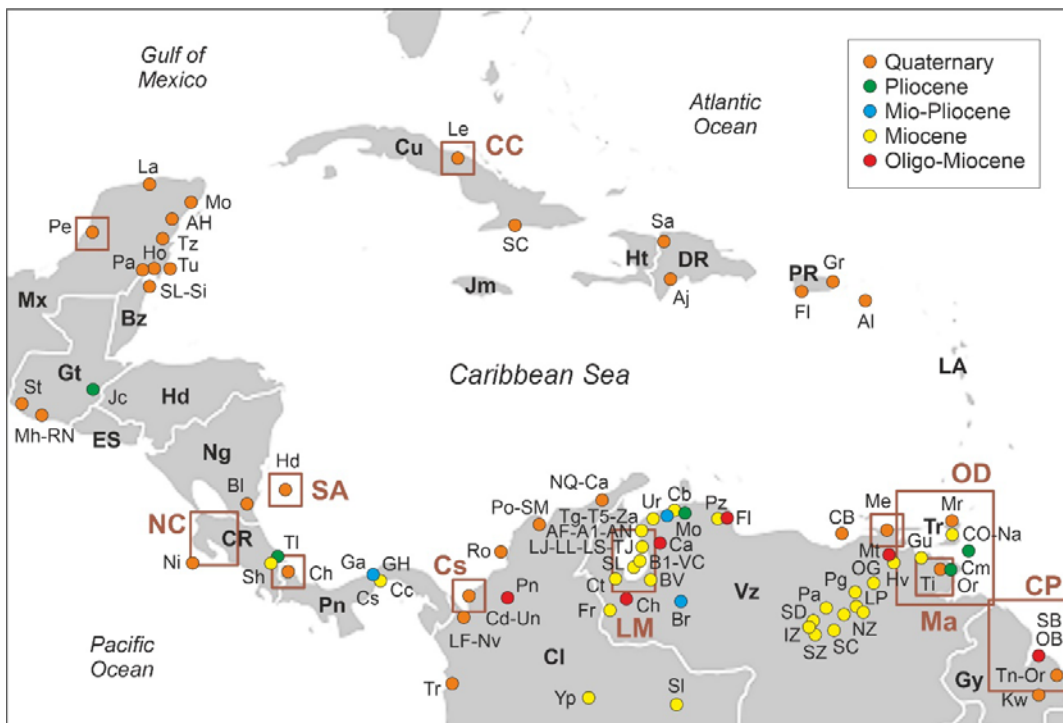 Gulf of
Mexico
Atlantic
Ocean
Quaternary
Pliocene
Mio-Pliocene
Miocene
Oligo-Miocene
Le
CC
Cu
La
Mo
AH
Pe
Tz
Ho
Pa
Tu
SL-Si
SC
Sa
Ht
DR
Aj
Jm
PR
Gr
FI
AI
Mx
Bz
LA
Caribbean Sea
Gt
St
Jc
Hd
Mh-RN
ES
Ng
Hd
SA
BI
NC
CR
TI
Ni
Sh
Ch
Ga
GH
Cs
Cc
Pn
NQ-Ca
Po-SM
Ro
Cs
Pn
Cd-Un
LF-Nv
Tr
Ur
Cb
Pz
FI
Tg-T5-Za
AF-A1-AN
Mo
LJ-LL-LS
TJ
Ca
SL
B1-VC
Ct
BV
Fr
Ch
Br
LM
Cl
Yp
SI
Vz
CB
Me
OD
Mr
Tr
CO-Na
Mt
Gu
OG
Hv
Ti
Cm
Or
Pg
LP
Pa
SD
NZ
IZ
SC
SZ
Ma
CP
SB
OB
Tn-Or
Gy
Kw
Pacific
Ocean